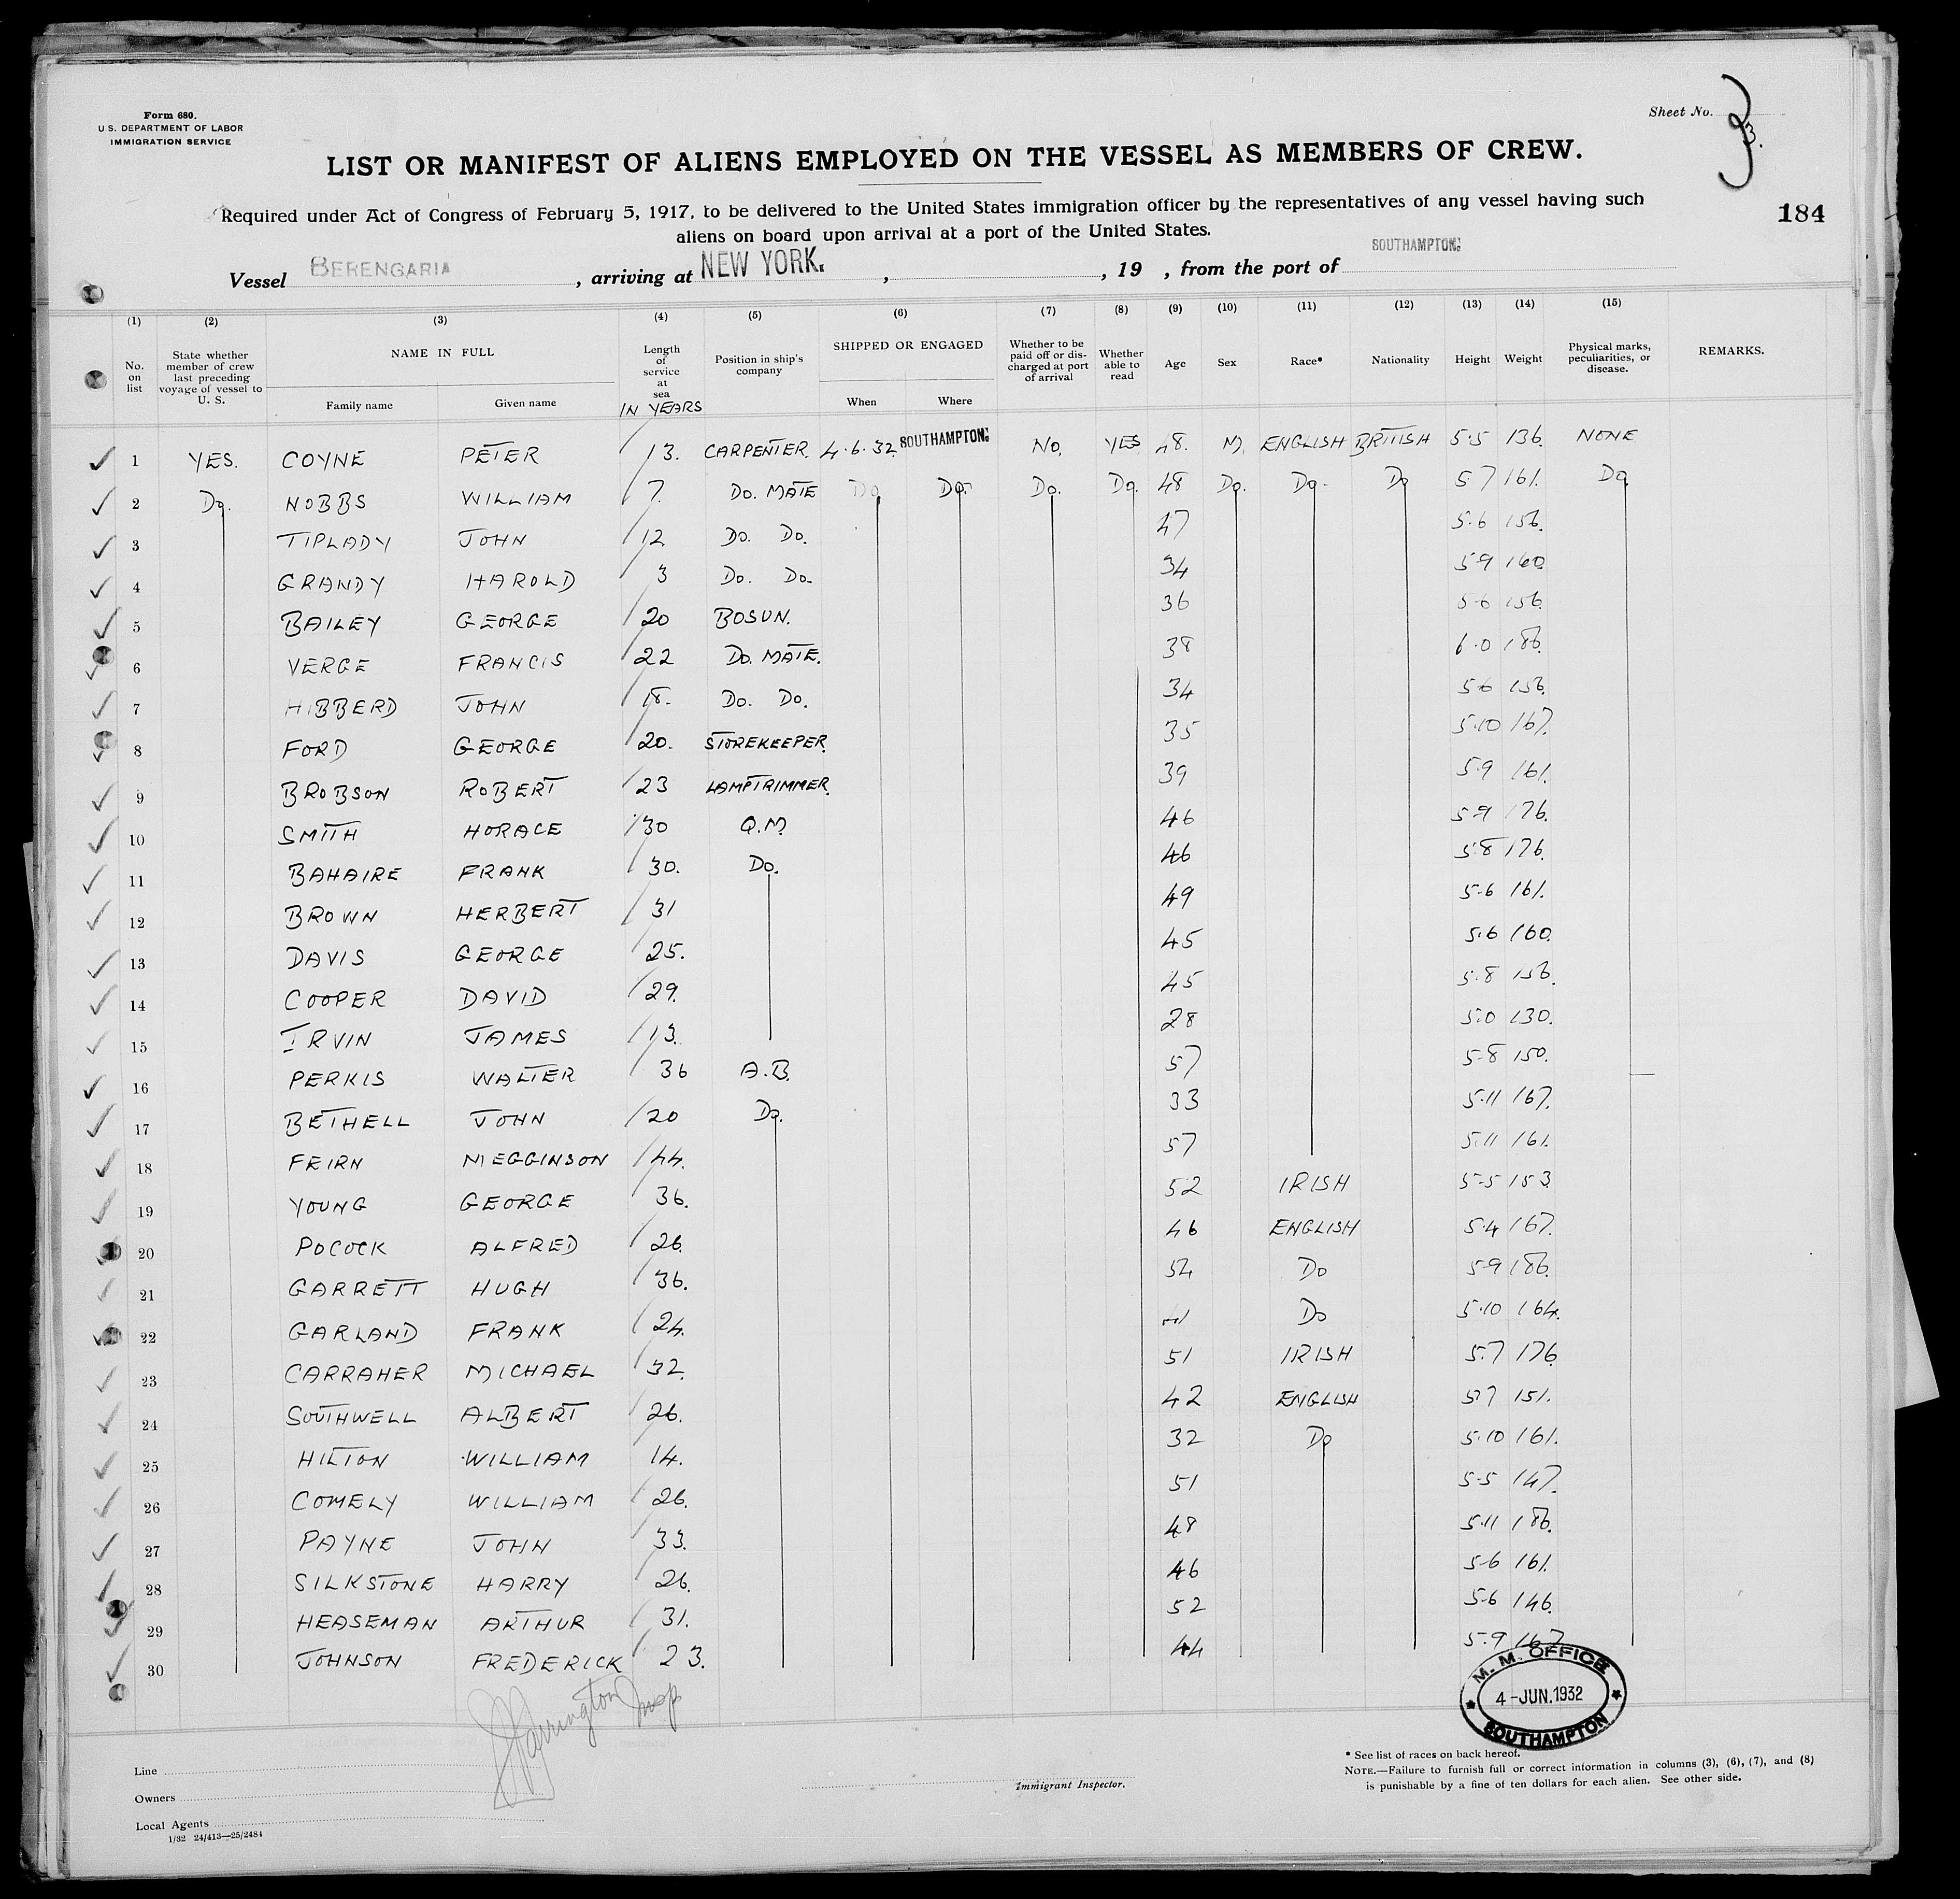 Form 680.
U.S. DEPARTMENT OF LABOR
IMMIGRATION SERVICE
Sheet No. 3.
LIST OR MANIFEST OF ALIENS EMPLOYED ON THE VESSEL AS MEMBERS OF CREW.
Required under Act of Congress of February 5, 1917, to be delivered to the United States immigration officer by the representatives of any vessel having such
aliens on board upon arrival at a port of the United States.
184
Vessel BERENGARIA, arriving at NEW YORK. , , 19 , from the port of SOUTHAMPTON.
(1) (2) (3) (4) (5) (6) (7) (8) (9) (10) (11) (12) (13) (14) (15)
No. on list
State whether member of crew last preceding voyage of vessel to U. S.
NAME IN FULL
Family name Given name
Length of service at sea IN YEARS
Position in ship's company
SHIPPED OR ENGAGED
When Where
Whether to be paid off or discharged at port of arrival
Whether able to read
Age Sex Race* Nationality Height Weight
Physical marks, peculiarities, or disease.
REMARKS.
1 YES. COYNE PETER 13. CARPENTER. 4.6.32. SOUTHAMPTON. NO. YES 48. M. ENGLISH BRITISH 5.5 136. NONE
2 Do. NOBBS WILLIAM 7. Do. MATE Do. Do. Do. Do. 48 Do. Do. Do 5 7 161. Do
3 TIPLADY JOHN 12 Do. Do. 47 5.6 156.
4 GRANDY HAROLD 3 Do. Do. 34 5 9 160
5 BAILEY GEORGE 20 BOSUN. 36 5 6 156.
6 VERGE FRANCIS 22 Do. MATE. 38 6.0 186.
7 HIBBERD JOHN 18. Do. Do. 34 5 6 156.
8 FORD GEORGE 20. STOREKEEPER. 35 5.10 167.
9 BROBSON ROBERT 23 LAMPTRIMMER. 39 5.9 161.
10 SMITH HORACE 30 Q.M. 46 5.9 176.
11 BAHAIRE FRANK 30. Do. 46 5.8 176.
12 BROWN HERBERT 31 49 5-6 161.
13 DAVIS GEORGE 25. 45 5.6 160.
14 COOPER DAVID 29. 45 5.8 156.
15 IRVIN JAMES 13. 28 5.0 130.
16 PERKIS WALTER 36 A.B. 57 5-8 150.
17 BETHELL JOHN 20 Do. 33 5.11 167.
18 FEIRN MEGGINSON 44. 57 5.11 161.
19 YOUNG GEORGE 36. 52 IRISH 5-5 153
20 POCOCK ALFRED 26. 46 ENGLISH 5.4 167.
21 GARRETT HUGH 36. 54 Do 5-9 186.
22 GARLAND FRANK 24. Do 5.10 164.
23 CARRAHER MICHAEL 32. 51 IRISH 5.7 176
24 SOUTHWELL ALBERT 26. 42 ENGLISH 5.7 151.
25 HILTON WILLIAM 14. 32 Do 5.10 161.
26 COMELY WILLIAM 26. 51 5-5 147.
27 PAYNE JOHN 33. 48 5.11 186.
28 SILKSTONE HARRY 26. 46 5-6 161.
29 HEASEMAN ARTHUR 31. 52 5-6 146.
30 JOHNSON FREDERICK 23. 44 5.9 167
M. M. OFFICE
4-JUN.1932
SOUTHAMPTON
Line
Owners
Local Agents
1/32 24/413—25/2484
Immigrant Inspector.
* See list of races on back hereof.
NOTE.—Failure to furnish full or correct information in columns (3), (6), (7), and (8)
is punishable by a fine of ten dollars for each alien. See other side.